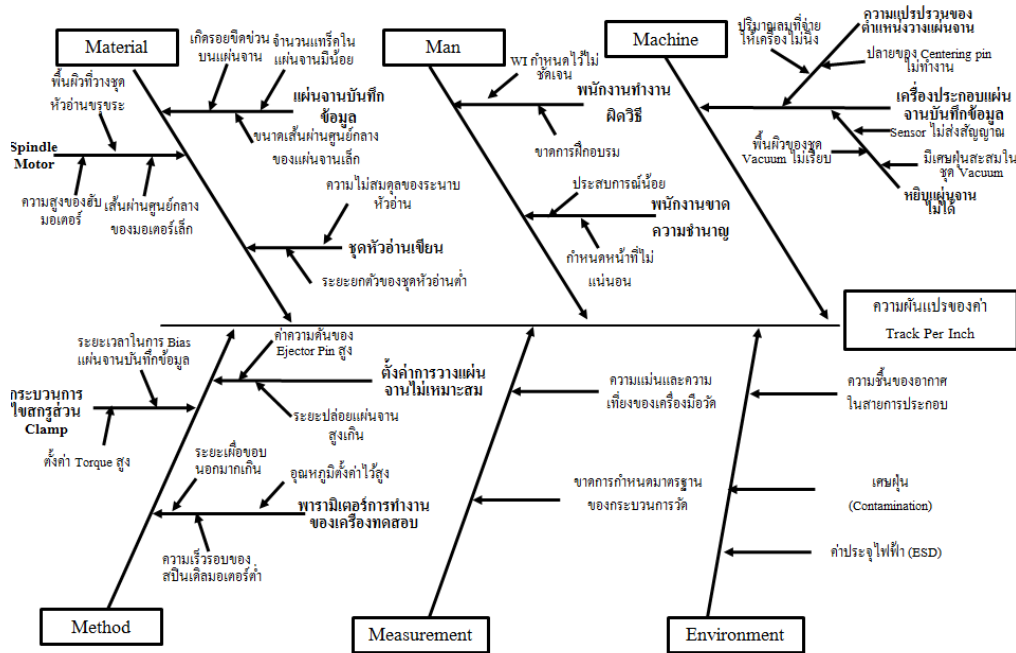 Material
เกิดรอยขีดข่วน
บนแผ่นจาน
จำนวนแทร็คใน
แผ่นจานมีน้อย
พื้นผิวที่วางชุด
หัวอ่านขรุขระ
แผ่นจานบันทึก
ข้อมูล
ขนาดเส้นผ่านศูนย์กลาง
ของแผ่นจานเล็ก
Spindle
Motor
ความสูงของฮับ
มอเตอร์
เส้นผ่านศูนย์กลาง
ของมอเตอร์เล็ก
ความไม่สมดุลของระนาบ
หัวอ่าน
ชุดหัวอ่านเขียน
ระยะยกตัวของชุดหัวอ่านต่ำ
Man
WI กำหนดไว้ไม่
ชัดเจน
พนักงานทำงาน
ผิดวิธี
ขาดการฝึกอบรม
ประสบการณ์น้อย
พนักงานขาด
ความชำนาญ
กำหนดหน้าที่ไม่
แน่นอน
Machine
ปริมาณลมที่จ่าย
ให้เครื่องไม่นิ่ง
ความแปรปรวนของ
ตำแหน่งวางแผ่นจาน
ปลายของ Centering pin
ไม่ทำงาน
เครื่องประกอบแผ่น
จานบันทึกข้อมูล
Sensor ไม่ส่งสัญญาณ
พื้นผิวของชุด
Vacuum ไม่เรียบ
มีเศษฝุ่นสะสมใน
ชุด Vacuum
หยิบแผ่นจาน
ไม่ได้
ความผันแปรของค่า
Track Per Inch
ระยะเวลาในการ Bias
แผ่นจานบันทึกข้อมูล
ค่าความดันของ
Ejector Pin สูง
ตั้งค่าการวางแผ่น
จานไม่เหมาะสม
กระบวนการ
ไขสกรูส่วน
Clamp
ระยะปล่อยแผ่นจาน
สูงเกิน
ตั้งค่า Torque สูง
ระยะเผื่อขอบ
นอกมากเกิน
อุณหภูมิตั้งค่าไว้สูง
พารามิเตอร์การทำงาน
ของเครื่องทดสอบ
ความเร็วรอบของ
สปินเดิลมอเตอร์ต่ำ
Method
ความแม่นและความ
เที่ยงของเครื่องมือวัด
ขาดการกำหนดมาตรฐาน
ของกระบวนการวัด
Measurement
ความชื้นของอากาศ
ในสายการประกอบ
เศษฝุ่น
(Contamination)
ค่าประจุไฟฟ้า (ESD)
Environment